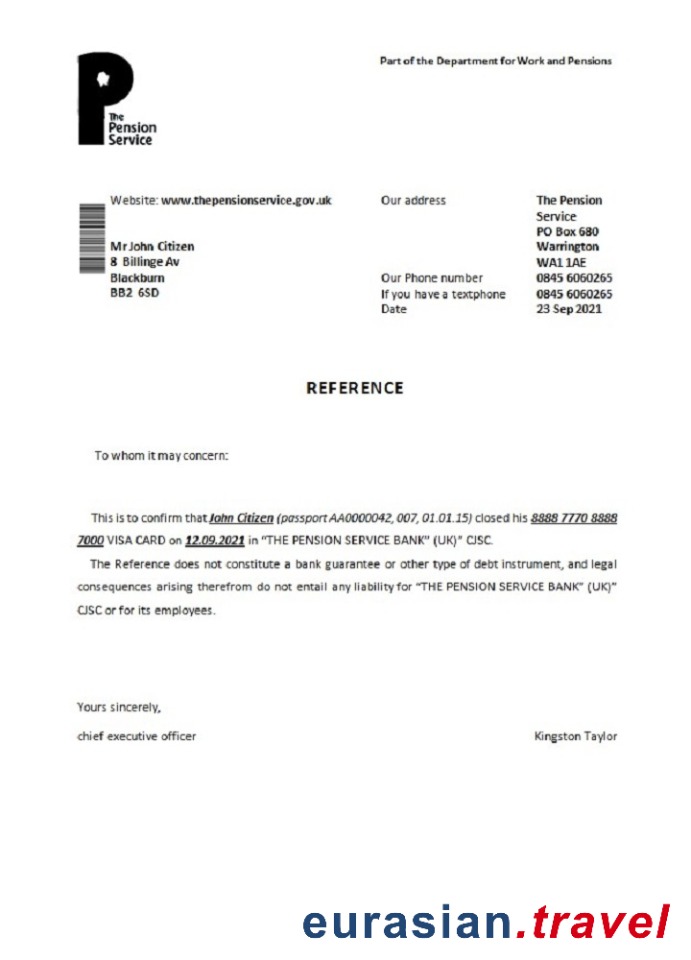 Part of the Department for Work and Pensions
The
Pension
Service
Website: www.thepensionservice.gov.uk
Mr John Citizen
8 Billinge Av
Blackburn
BB2 6SD
Our address
The Pension
Service
PO Box 680
Warrington
WA1 1AE
Our Phone number
0845 6060265
If you have a textphone
0845 6060265
Date
23 Sep 2021
REFERENCE
To whom it may concern:
This is to confirm that John Citizen (passport AA0000042, 007, 01.01.15) closed his 8888 7770 8888
7000 VISA CARD on 12.09.2021 in "THE PENSION SERVICE BANK" (UK)" CJSC.
The Reference does not constitute a bank guarantee or other type of debt instrument, and legal
consequences arising therefrom do not entail any liability for "THE PENSION SERVICE BANK" (UK)"
CJSC or for its employees.
Yours sincerely,
chief executive officer
Kingston Taylor
eurasian.travel